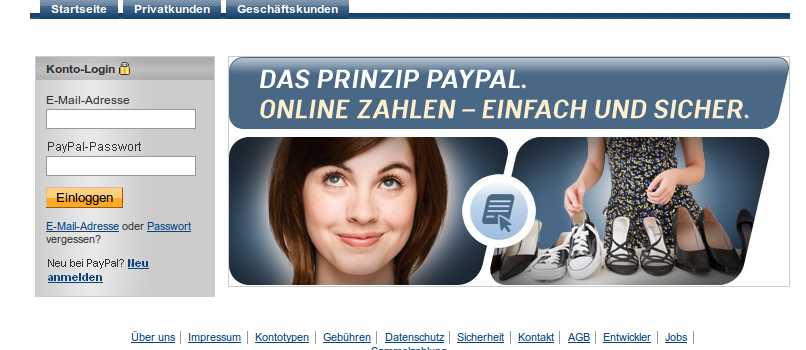 Startseite Privatkunden Geschäftskunden
Konto-Login
E-Mail-Adresse
PayPal-Passwort
Einloggen
E-Mail-Adresse oder Passwort
vergessen?
Neu bei PayPal? Neu
anmelden
DAS PRINZIP PAYPAL.
ONLINE ZAHLEN – EINFACH UND SICHER.
Über uns Impressum Kontotypen Gebühren Datenschutz Sicherheit Kontakt AGB Entwickler Jobs